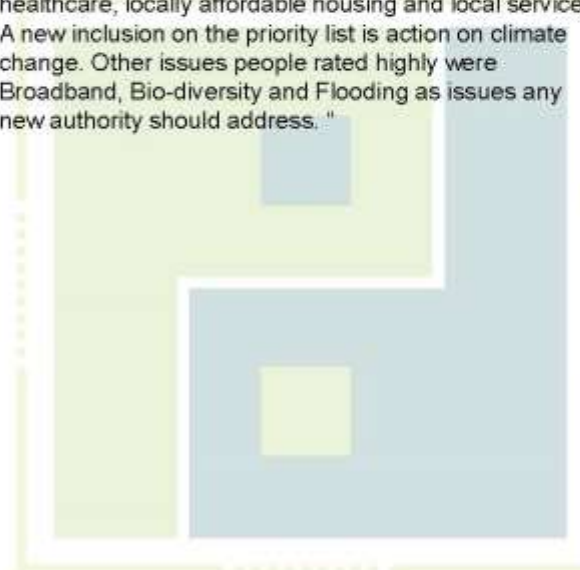 healthcare, locally affordable housing and local service
A new inclusion on the priority list is action on climate
change. Other issues people rated highly were
Broadband, Bio-diversity and Flooding as issues any
new authority should address. "